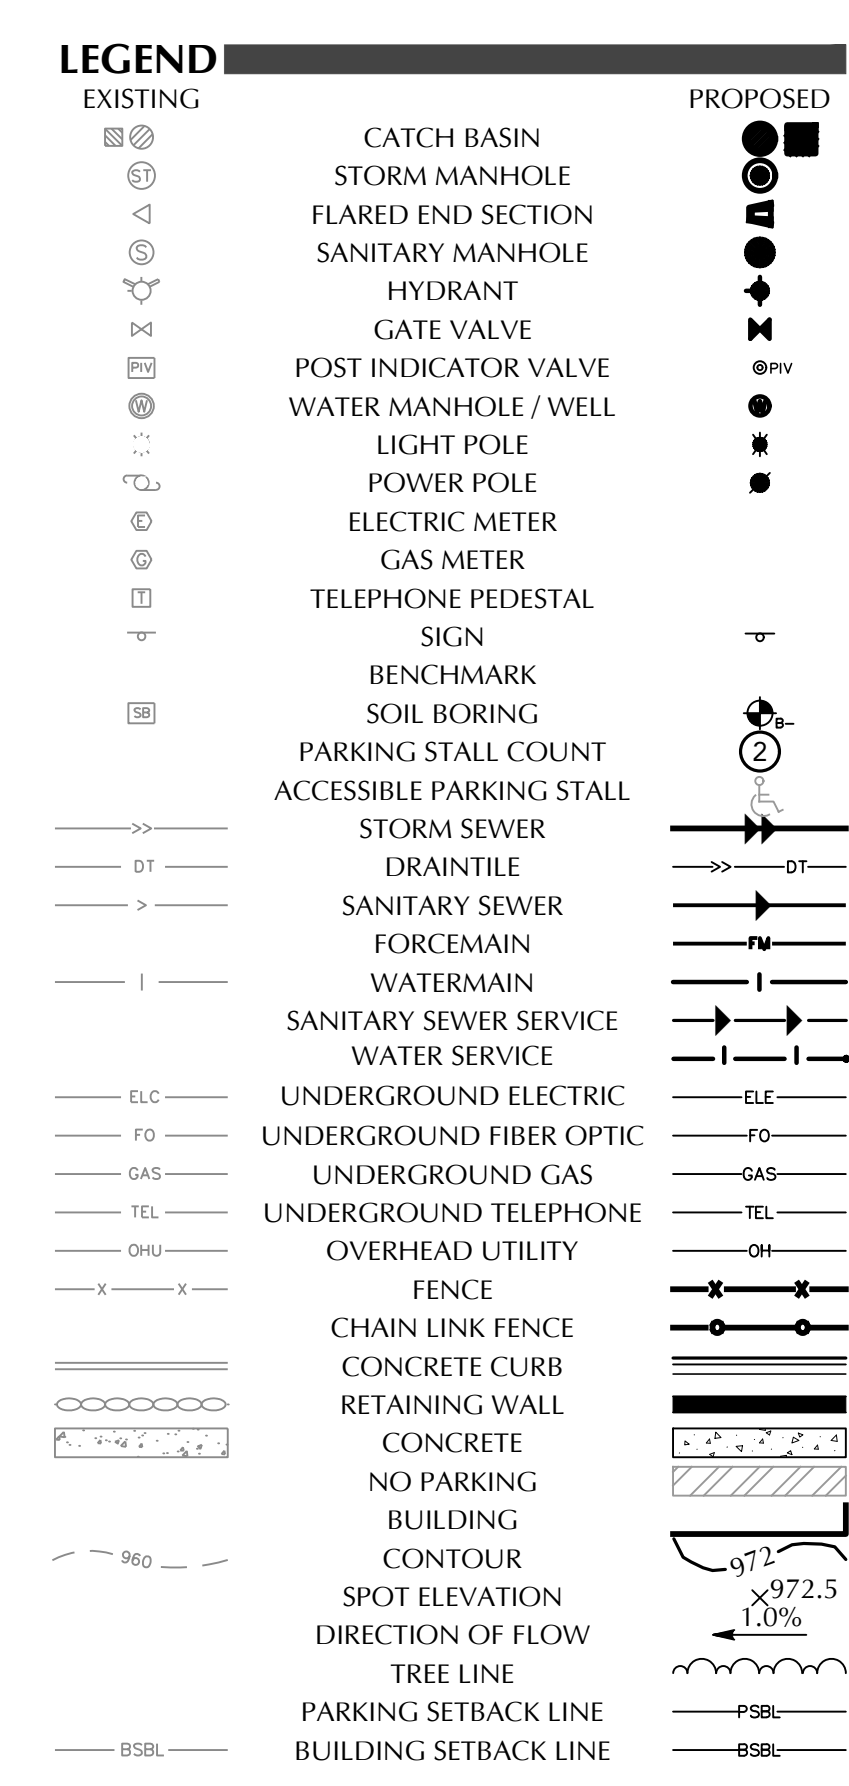 LEGEND
EXISTING PROPOSED
CATCH BASIN
ST STORM MANHOLE
FLARED END SECTION
S SANITARY MANHOLE
HYDRANT
GATE VALVE
PIV POST INDICATOR VALVE PIV
W WATER MANHOLE / WELL W
LIGHT POLE
POWER POLE
E ELECTRIC METER
G GAS METER
T TELEPHONE PEDESTAL
SIGN
BENCHMARK
SB SOIL BORING B-
PARKING STALL COUNT 2
ACCESSIBLE PARKING STALL
>> STORM SEWER
DT DRAINTILE >> DT
> SANITARY SEWER
FORCEMAIN FM
| WATERMAIN |
SANITARY SEWER SERVICE
WATER SERVICE
ELC UNDERGROUND ELECTRIC ELE
FO UNDERGROUND FIBER OPTIC FO
GAS UNDERGROUND GAS GAS
TEL UNDERGROUND TELEPHONE TEL
OHU OVERHEAD UTILITY OH
X X FENCE X X
CHAIN LINK FENCE
CONCRETE CURB
RETAINING WALL
CONCRETE
NO PARKING
BUILDING
960 CONTOUR 972
SPOT ELEVATION ×972.5
1.0%
DIRECTION OF FLOW
TREE LINE
PARKING SETBACK LINE PSBL
BSBL BUILDING SETBACK LINE BSBL